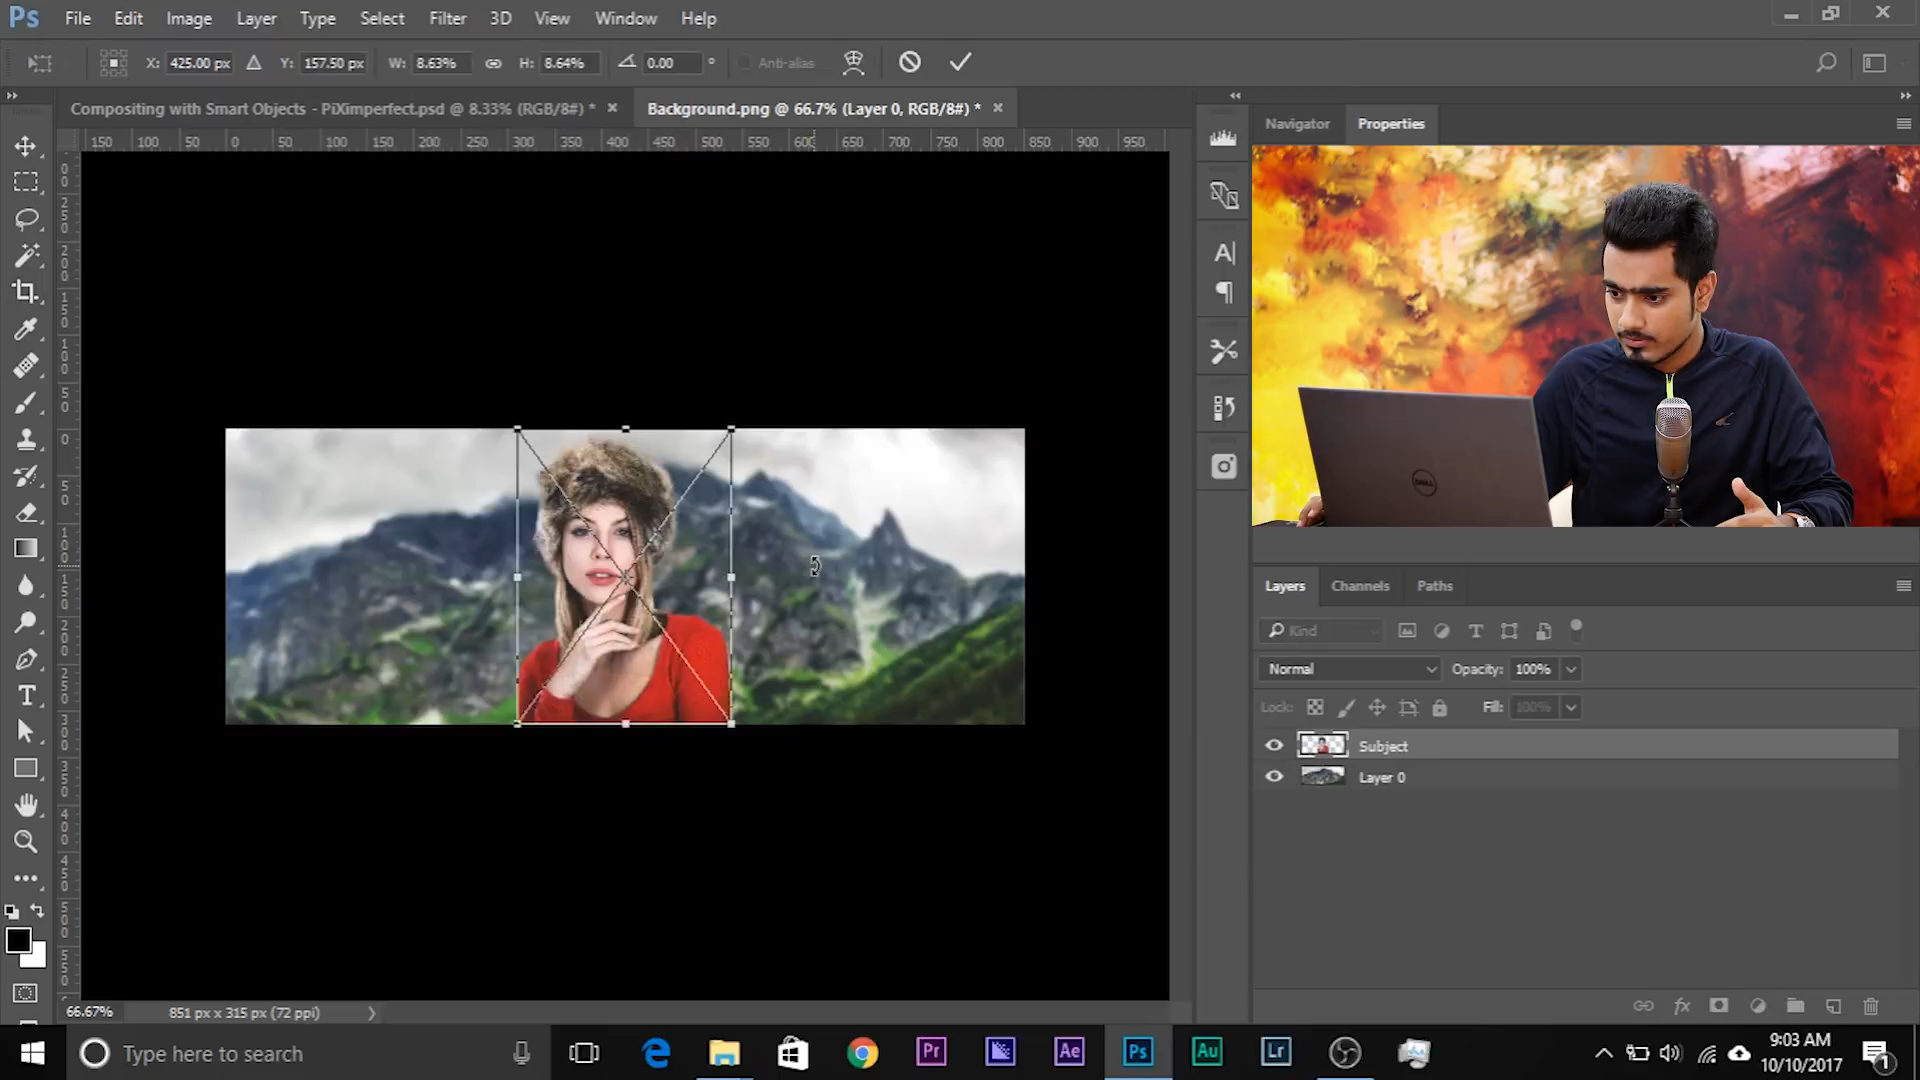 Ps File Edit Image Layer Type Select Filter 3D View Window Help
X: 425.00 px Y: 157.50 px W: 8.63% H: 8.64% 0.00 ° Anti-alias
Compositing with Smart Objects - PiXimperfect.psd @ 8.33% (RGB/8#) * Background.png @ 66.7% (Layer 0, RGB/8#) *
150 100 50 0 50 100 150 200 250 300 350 400 450 500 550 600 650 700 750 800 850 900 950
Navigator Properties
DELL
Layers Channels Paths
Kind
Normal Opacity: 100%
Lock: Fill: 100%
Subject
Layer 0
66.67% 851 px x 315 px (72 ppi)
Type here to search Pr Ae Ps Au Lr 9:03 AM
10/10/2017 1